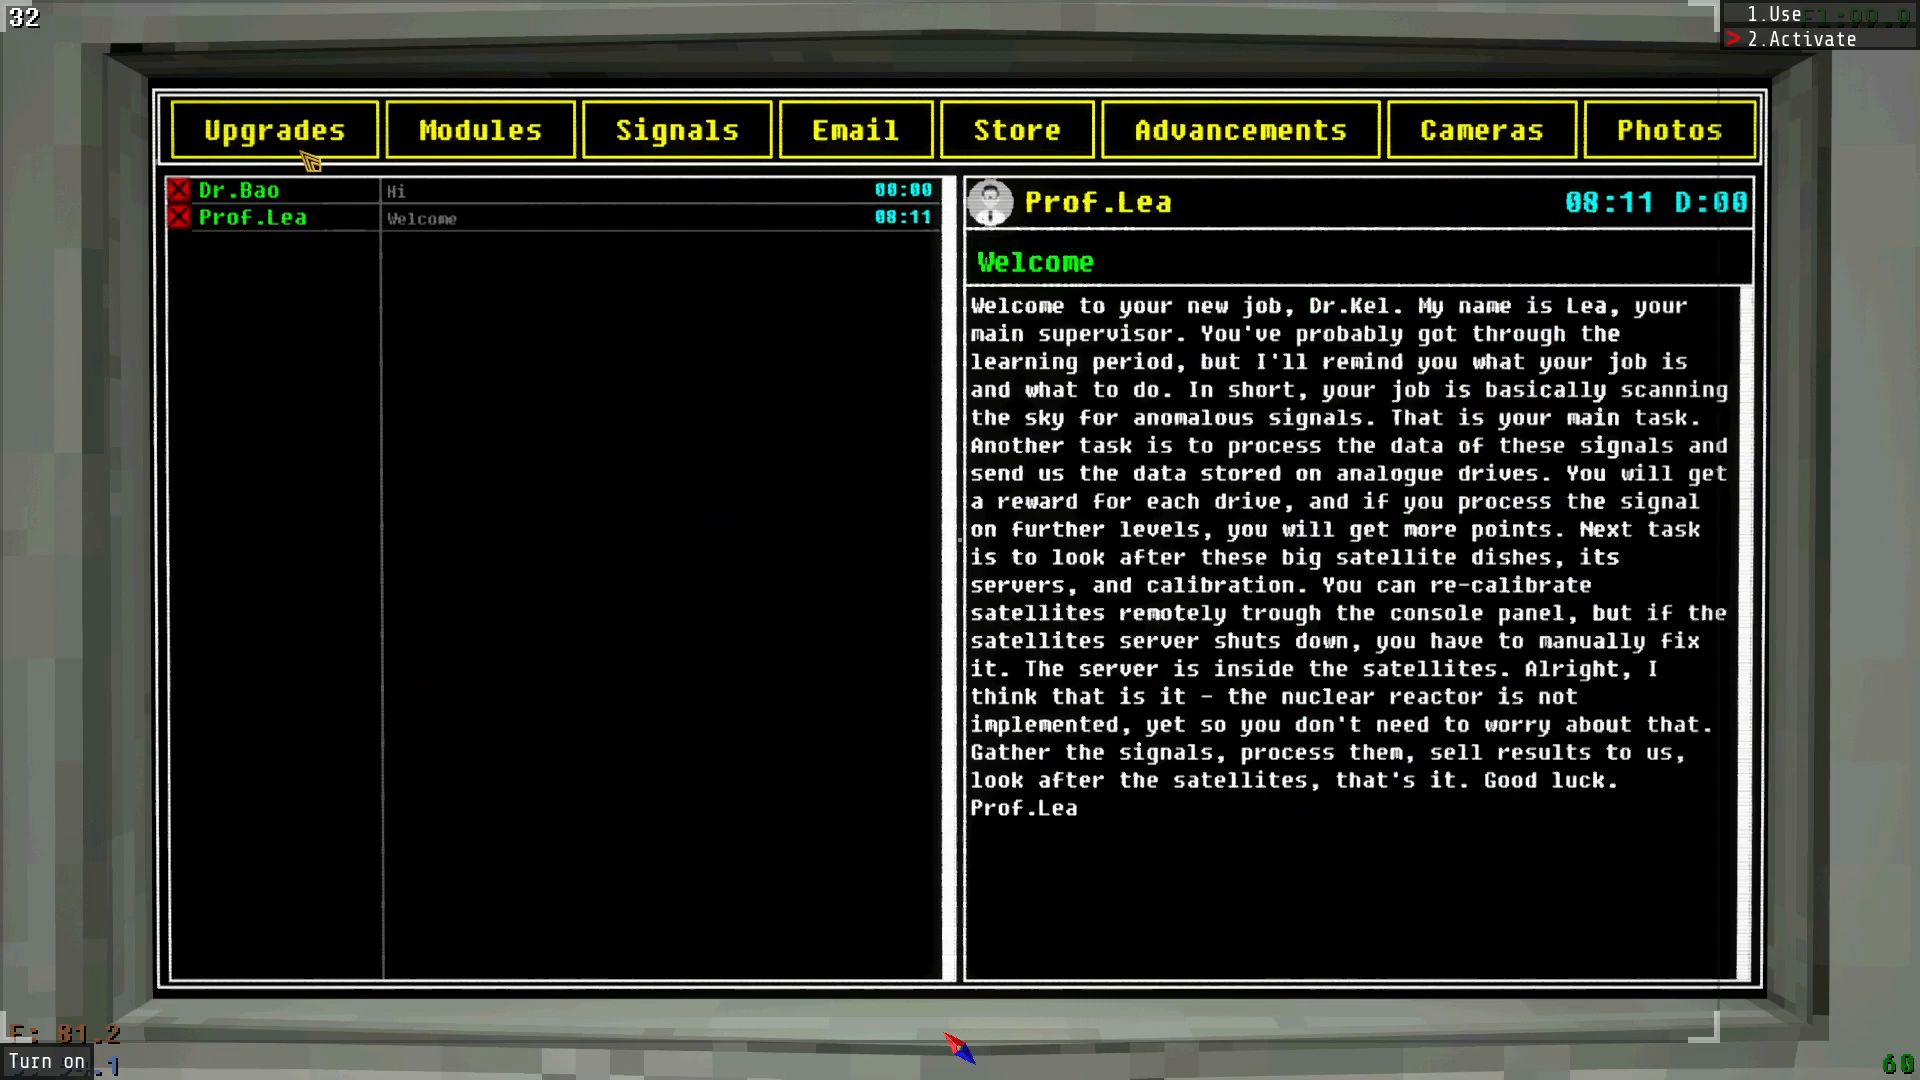 32
1.Use
> 2.Activate
Upgrades Modules Signals Email Store Advancements Cameras Photos
Dr.Bao Hi 00:00
Prof.Lea Welcome 08:11
Prof.Lea 08:11 D:00
Welcome
Welcome to your new job, Dr.Kel. My name is Lea, your
main supervisor. You've probably got through the
learning period, but I'll remind you what your job is
and what to do. In short, your job is basically scanning
the sky for anomalous signals. That is your main task.
Another task is to process the data of these signals and
send us the data stored on analogue drives. You will get
a reward for each drive, and if you process the signal
on further levels, you will get more points. Next task
is to look after these big satellite dishes, its
servers, and calibration. You can re-calibrate
satellites remotely trough the console panel, but if the
satellites server shuts down, you have to manually fix
it. The server is inside the satellites. Alright, I
think that is it - the nuclear reactor is not
implemented, yet so you don't need to worry about that.
Gather the signals, process them, sell results to us,
look after the satellites, that's it. Good luck.
Prof.Lea
F: 81.2
Turn on
60